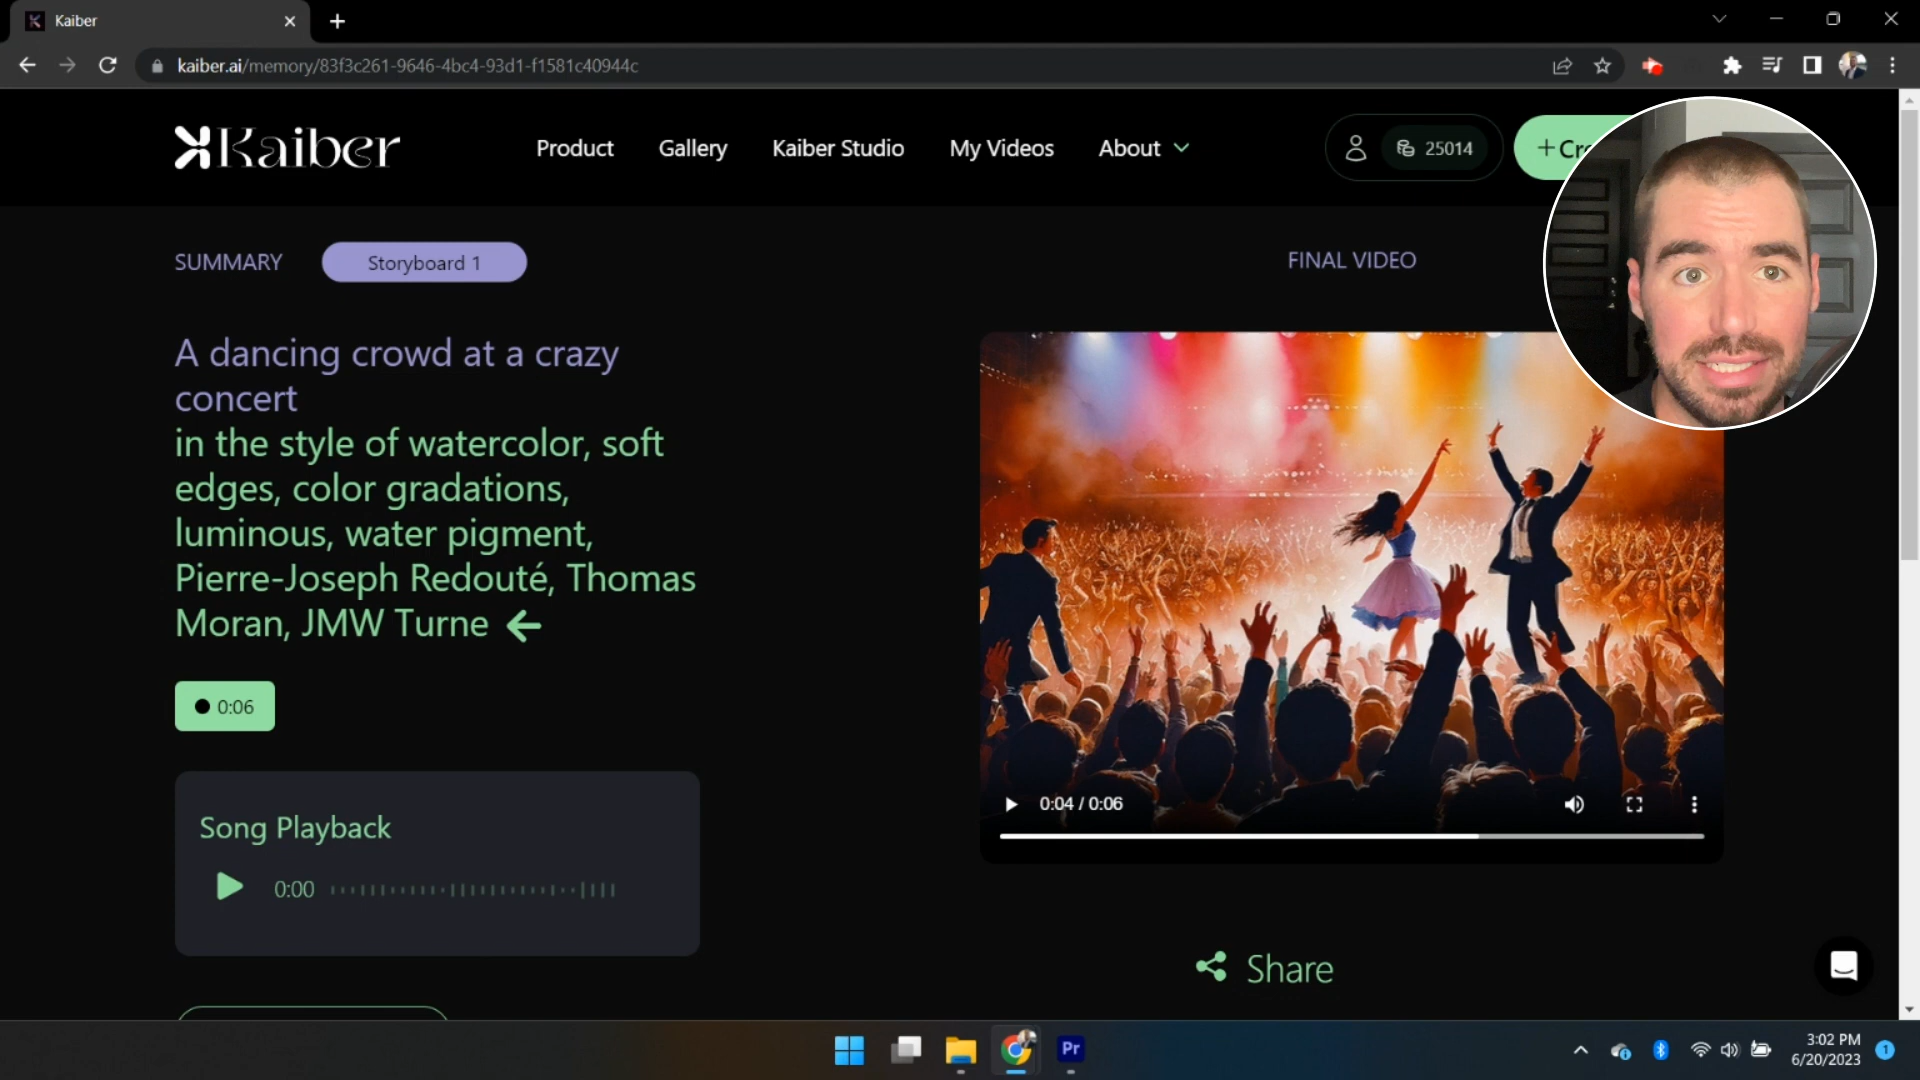 Kaiber
kaiber.ai/memory/83f3c261-9646-4bc4-93d1-f1581c40944c
Kaiber
Product
Gallery
Kaiber Studio
My Videos
About
25014
+Cre
SUMMARY
Storyboard 1
FINAL VIDEO
A dancing crowd at a crazy
concert
in the style of watercolor, soft
edges, color gradations,
luminous, water pigment,
Pierre-Joseph Redouté, Thomas
Moran, JMW Turne
0:06
0:04 / 0:06
Song Playback
0:00
Share
Pr
3:02 PM
6/20/2023
1